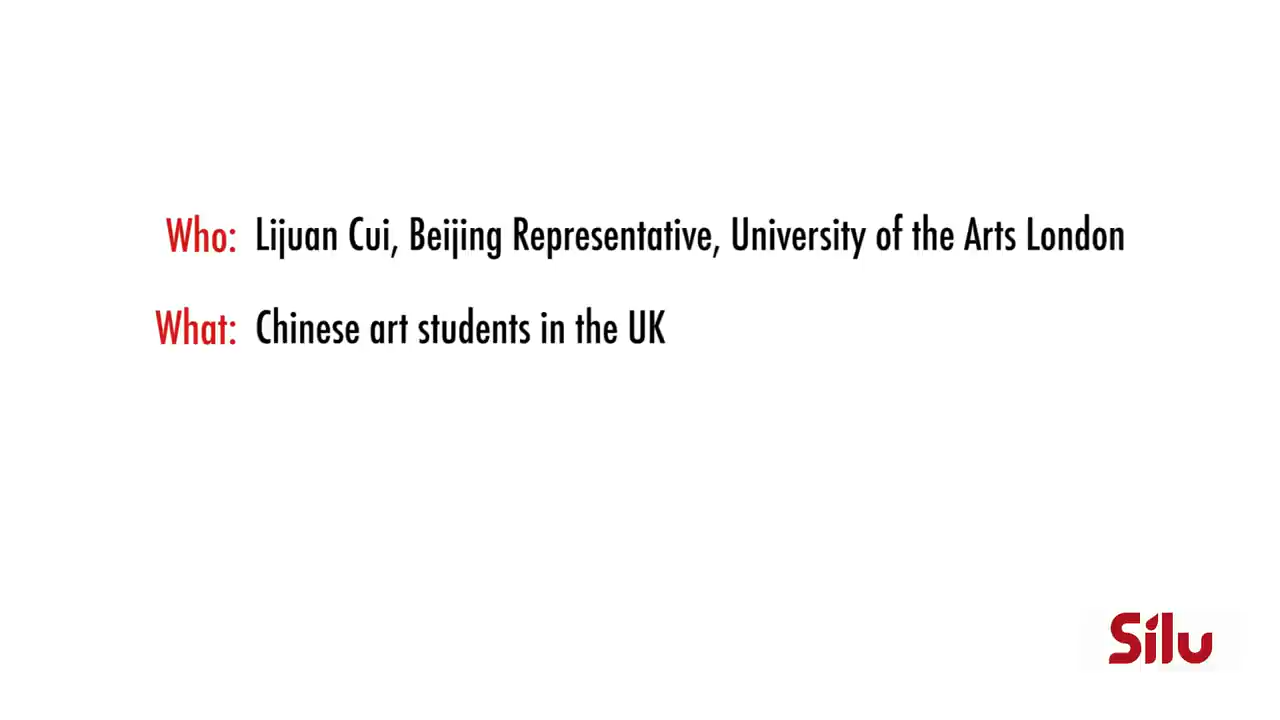 Who: Lijuan Cui, Beijing Representative, University of the Arts London
What: Chinese art students in the UK
Silu